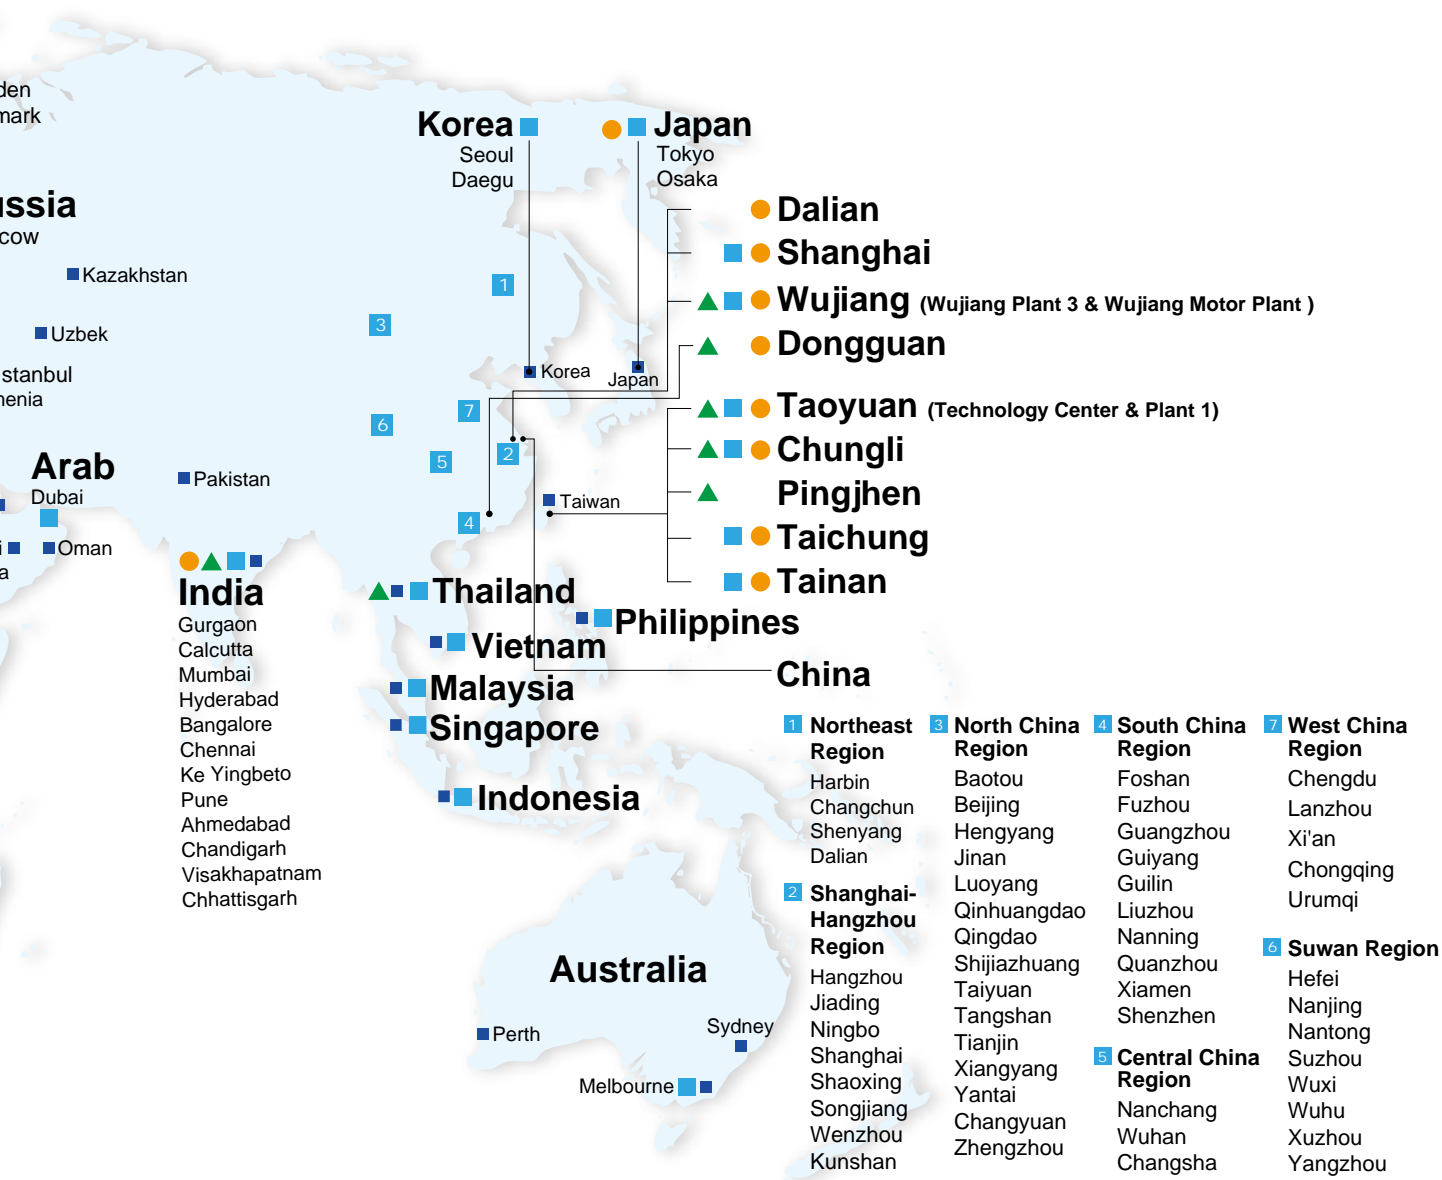 den
mark
ussia
cow
Kazakhstan
Uzbek
stanbul
nenia
Arab
Dubai
Oman
i
a
Pakistan
India
Gurgaon
Calcutta
Mumbai
Hyderabad
Bangalore
Chennai
Ke Yingbeto
Pune
Ahmedabad
Chandigarh
Visakhapatnam
Chhattisgarh
Korea
Seoul
Daegu
Japan
Tokyo
Osaka
1
3
7
6
2
5
4
Korea
Japan
Taiwan
Dalian
Shanghai
Wujiang (Wujiang Plant 3 & Wujiang Motor Plant )
Dongguan
Taoyuan (Technology Center & Plant 1)
Chungli
Pingjhen
Taichung
Tainan
Thailand
Philippines
Vietnam
Malaysia
Singapore
Indonesia
Australia
Perth
Sydney
Melbourne
China
1 Northeast
Region
Harbin
Changchun
Shenyang
Dalian
2 Shanghai-
Hangzhou
Region
Hangzhou
Jiading
Ningbo
Shanghai
Shaoxing
Songjiang
Wenzhou
Kunshan
3 North China
Region
Baotou
Beijing
Hengyang
Jinan
Luoyang
Qinhuangdao
Qingdao
Shijiazhuang
Taiyuan
Tangshan
Tianjin
Xiangyang
Yantai
Changyuan
Zhengzhou
4 South China
Region
Foshan
Fuzhou
Guangzhou
Guiyang
Guilin
Liuzhou
Nanning
Quanzhou
Xiamen
Shenzhen
5 Central China
Region
Nanchang
Wuhan
Changsha
7 West China
Region
Chengdu
Lanzhou
Xi'an
Chongqing
Urumqi
6 Suwan Region
Hefei
Nanjing
Nantong
Suzhou
Wuxi
Wuhu
Xuzhou
Yangzhou